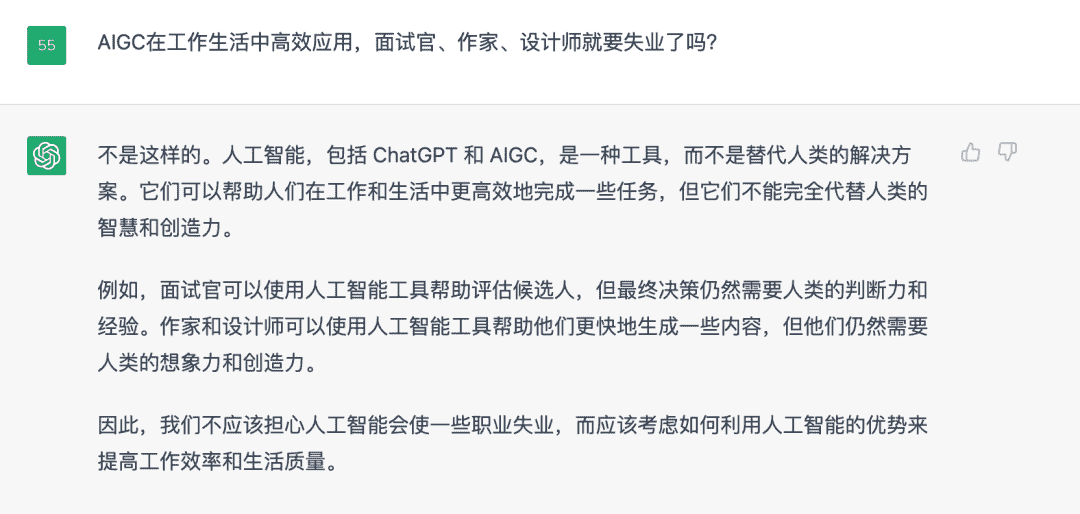 55
AIGC在工作生活中高效应用，面试官、作家、设计师就要失业了吗？
不是这样的。人工智能，包括 ChatGPT 和 AIGC，是一种工具，而不是替代人类的解决方
案。它们可以帮助人们在工作和生活中更高效地完成一些任务，但它们不能完全代替人类的
智慧和创造力。
例如，面试官可以使用人工智能工具帮助评估候选人，但最终决策仍然需要人类的判断力和
经验。作家和设计师可以使用人工智能工具帮助他们更快地生成一些内容，但他们仍然需要
人类的想象力和创造力。
因此，我们不应该担心人工智能会使一些职业失业，而应该考虑如何利用人工智能的优势来
提高工作效率和生活质量。